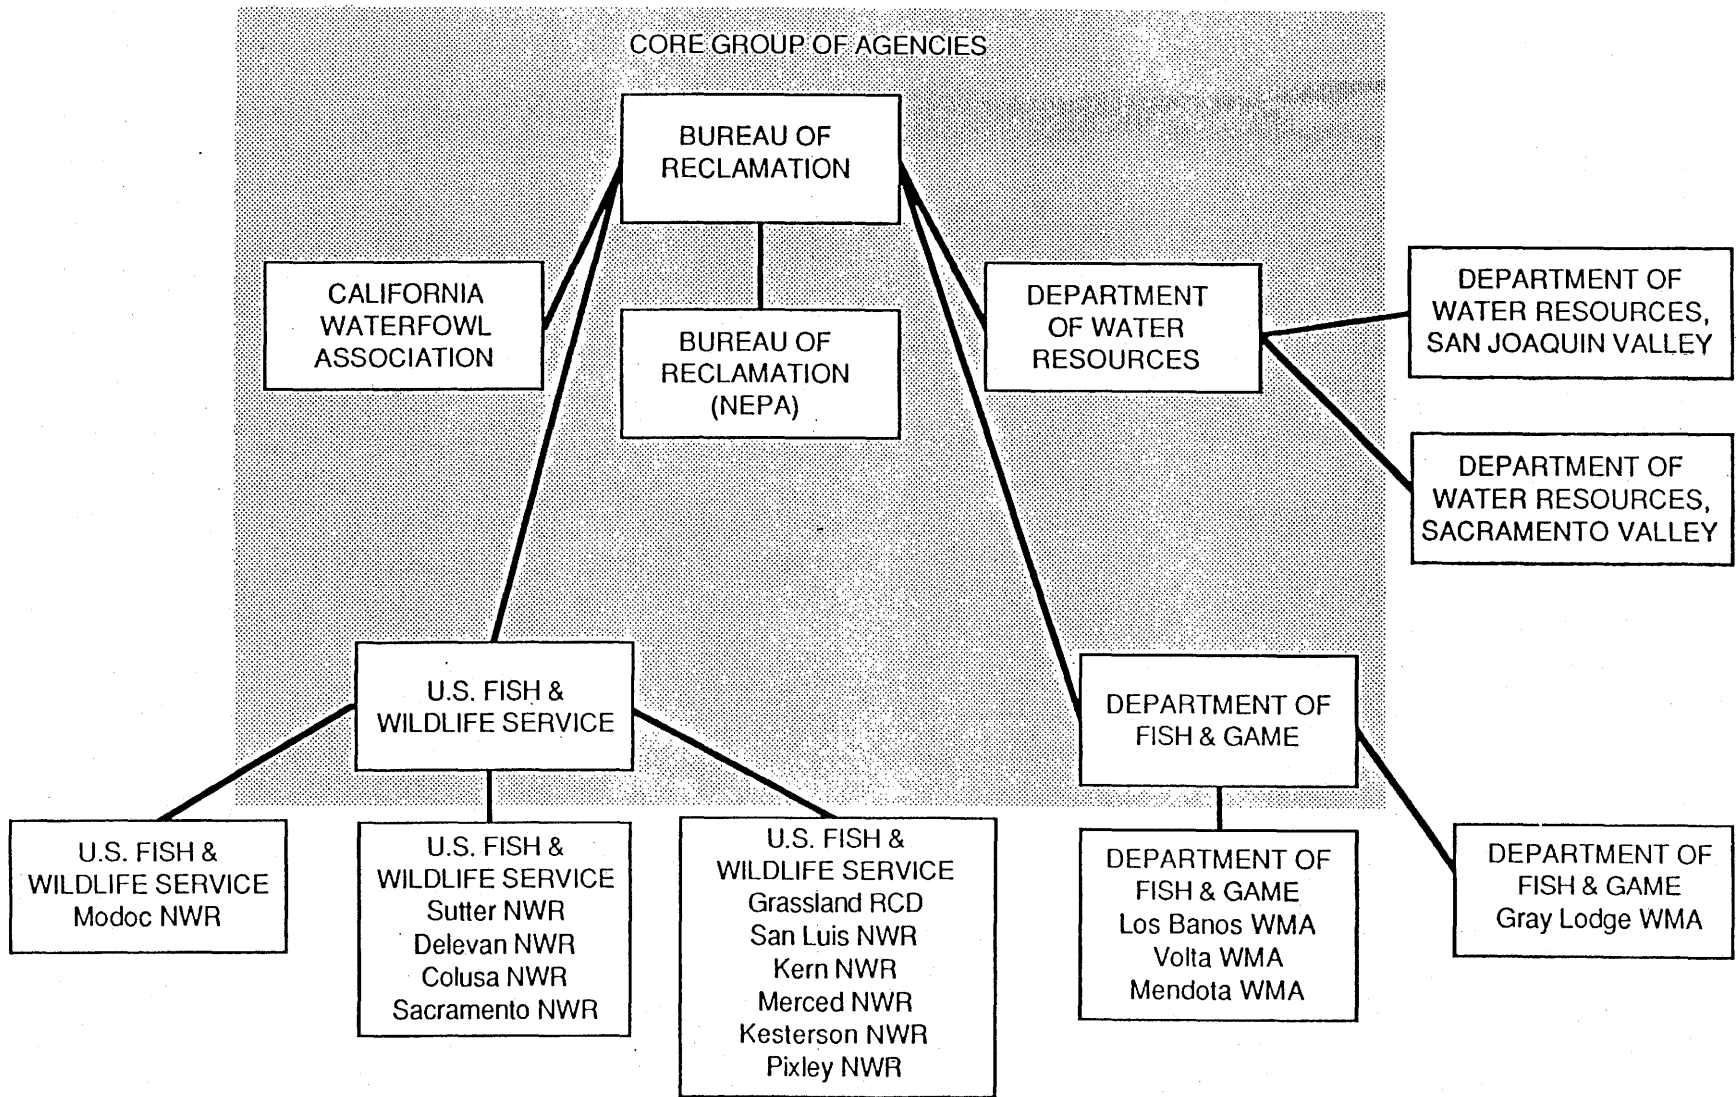 CORE GROUP OF AGENCIES
BUREAU OF
RECLAMATION
CALIFORNIA
WATERFOWL
ASSOCIATION
BUREAU OF
RECLAMATION
(NEPA)
DEPARTMENT
OF WATER
RESOURCES
DEPARTMENT OF
WATER RESOURCES,
SAN JOAQUIN VALLEY
DEPARTMENT OF
WATER RESOURCES,
SACRAMENTO VALLEY
U.S. FISH &
WILDLIFE SERVICE
DEPARTMENT OF
FISH & GAME
U.S. FISH &
WILDLIFE SERVICE
Modoc NWR
U.S. FISH &
WILDLIFE SERVICE
Sutter NWR
Delevan NWR
Colusa NWR
Sacramento NWR
U.S. FISH &
WILDLIFE SERVICE
Grassland RCD
San Luis NWR
Kern NWR
Merced NWR
Kesterson NWR
Pixley NWR
DEPARTMENT OF
FISH & GAME
Los Banos WMA
Volta WMA
Mendota WMA
DEPARTMENT OF
FISH & GAME
Gray Lodge WMA